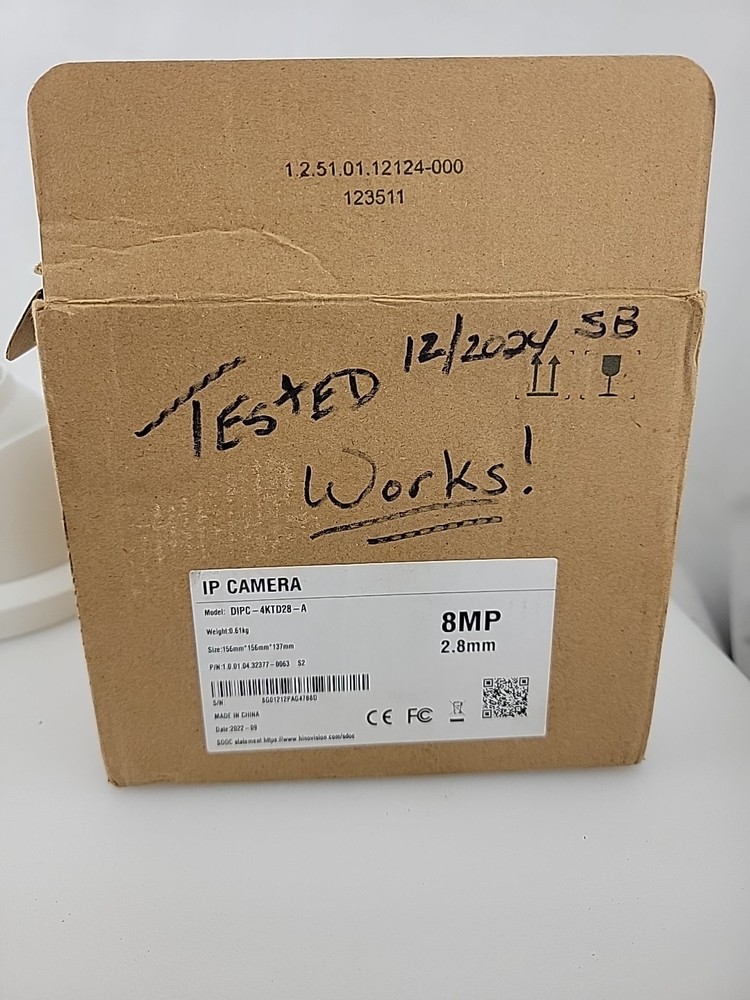 1.2.51.01.12124-000
123511
TESTED 12/2024 SB
Works!
IP CAMERA
Model: DIPC-4KTD28-A
Weight:0.61kg
Size:156mm*156mm*137mm
P/N:1.0.01.04.32377-0063 S2
8MP
2.8mm
S/N:
MADE IN CHINA
Date:2022-09
CE FC